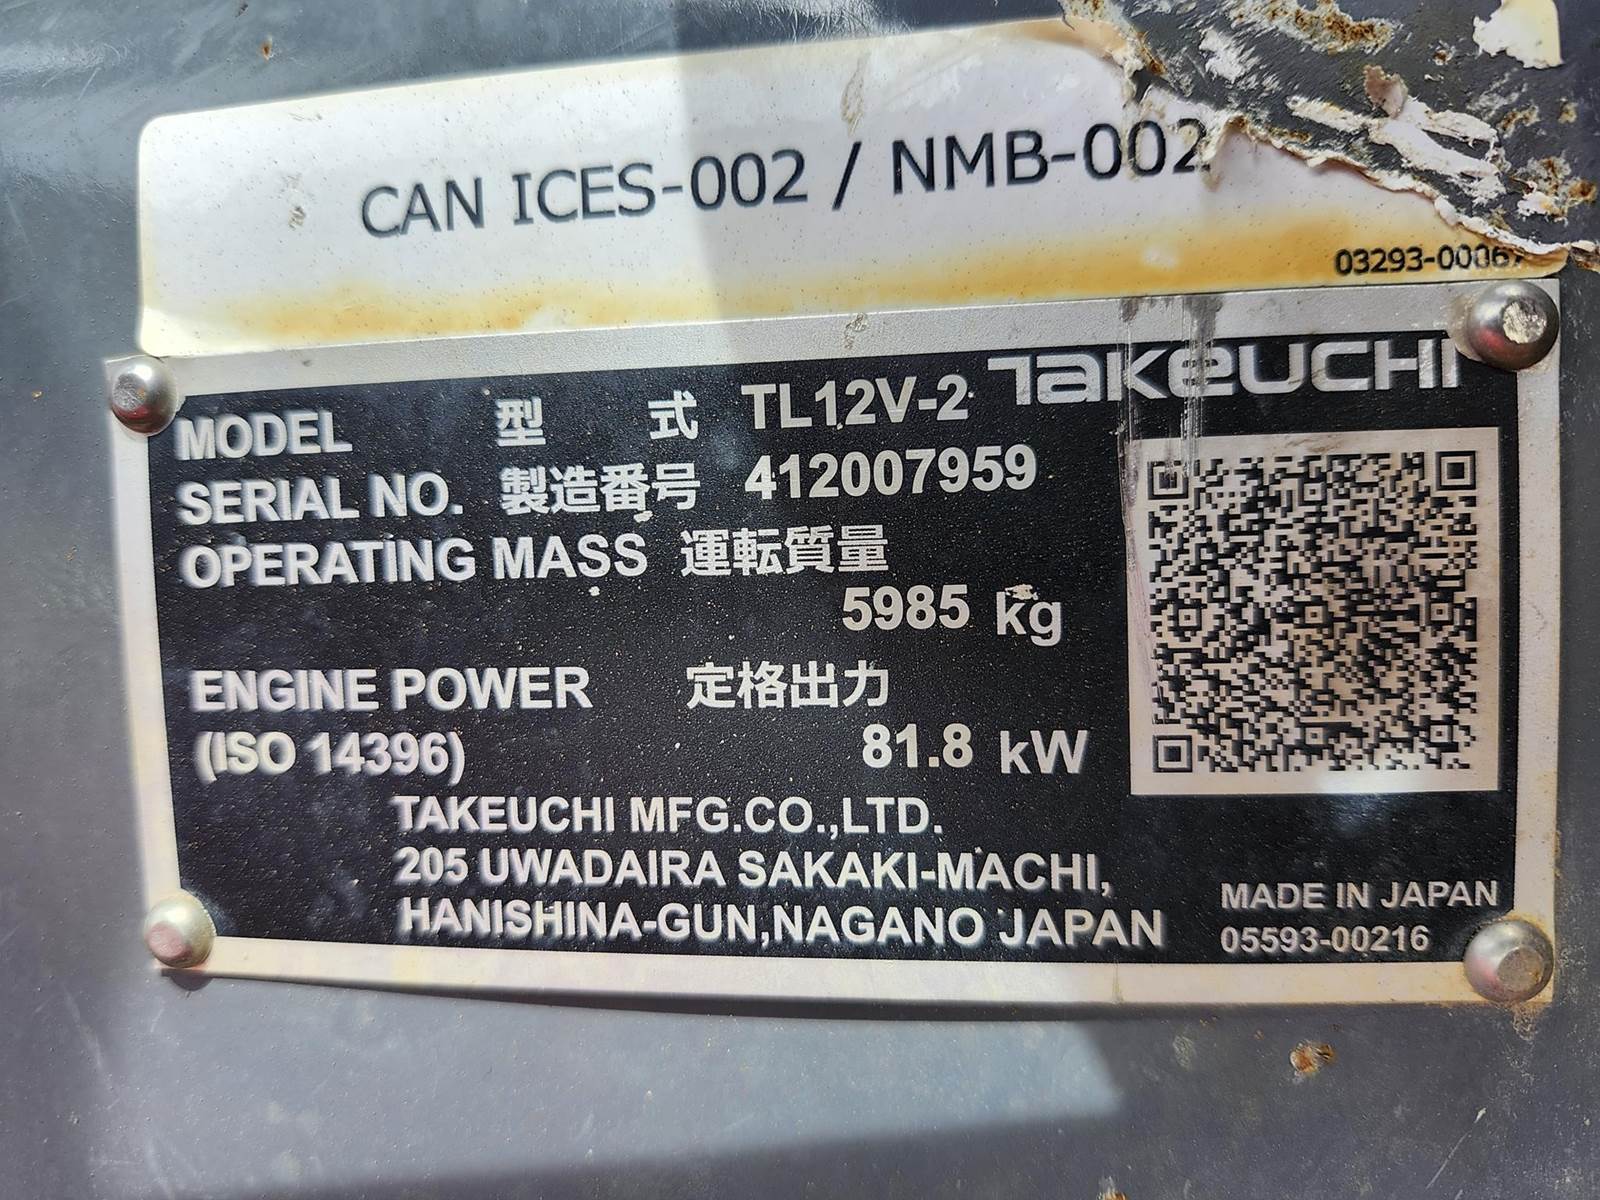 CAN ICES-002 / NMB-002
03293-00067
TAKEUCHI
MODEL 型 式 TL12V-2
SERIAL NO. 製造番号 412007959
OPERATING MASS 運転質量
5985 kg
ENGINE POWER 定格出力
(ISO 14396) 81.8 kW
TAKEUCHI MFG.CO.,LTD.
205 UWADAIRA SAKAKI-MACHI,
HANISHINA-GUN,NAGANO JAPAN
MADE IN JAPAN
05593-00216